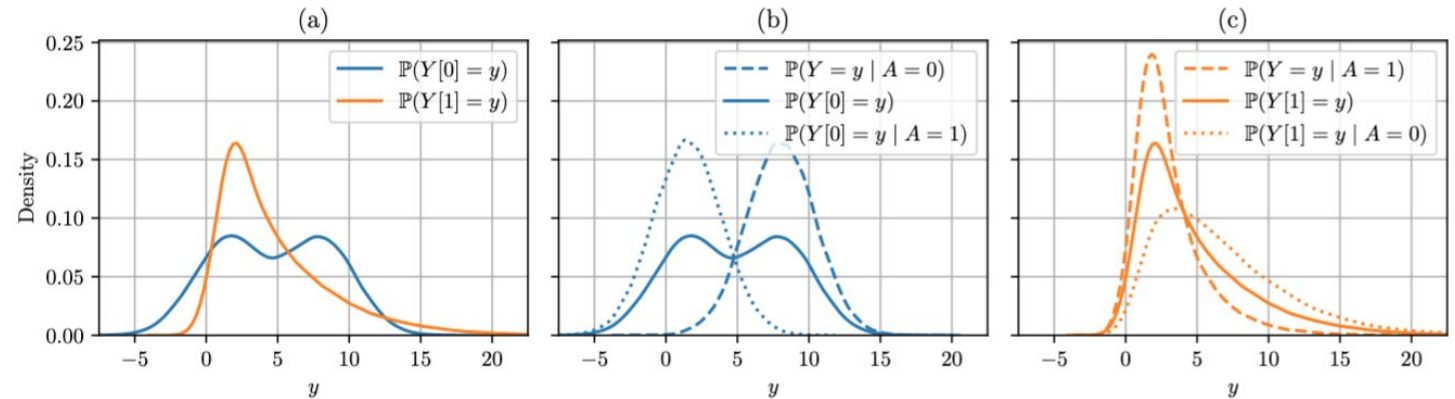 (a)
(b)
(c)
0.25
0.20
0.15
0.10
0.05
0.00
Density
ℙ(Y[0] = y)
ℙ(Y[1] = y)
−5 0 5 10 15 20
y
ℙ(Y = y | A = 0)
ℙ(Y[0] = y)
ℙ(Y[0] = y | A = 1)
−5 0 5 10 15 20
y
ℙ(Y = y | A = 1)
ℙ(Y[1] = y)
ℙ(Y[1] = y | A = 0)
−5 0 5 10 15 20
y